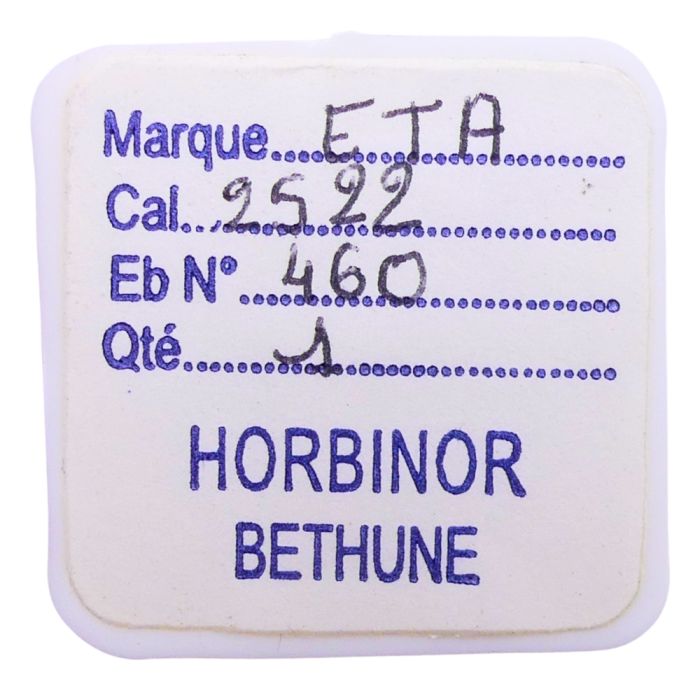 Marque...ETA
Cal...2522
Eb N°...460
Qté...1
HORBINOR
BETHUNE